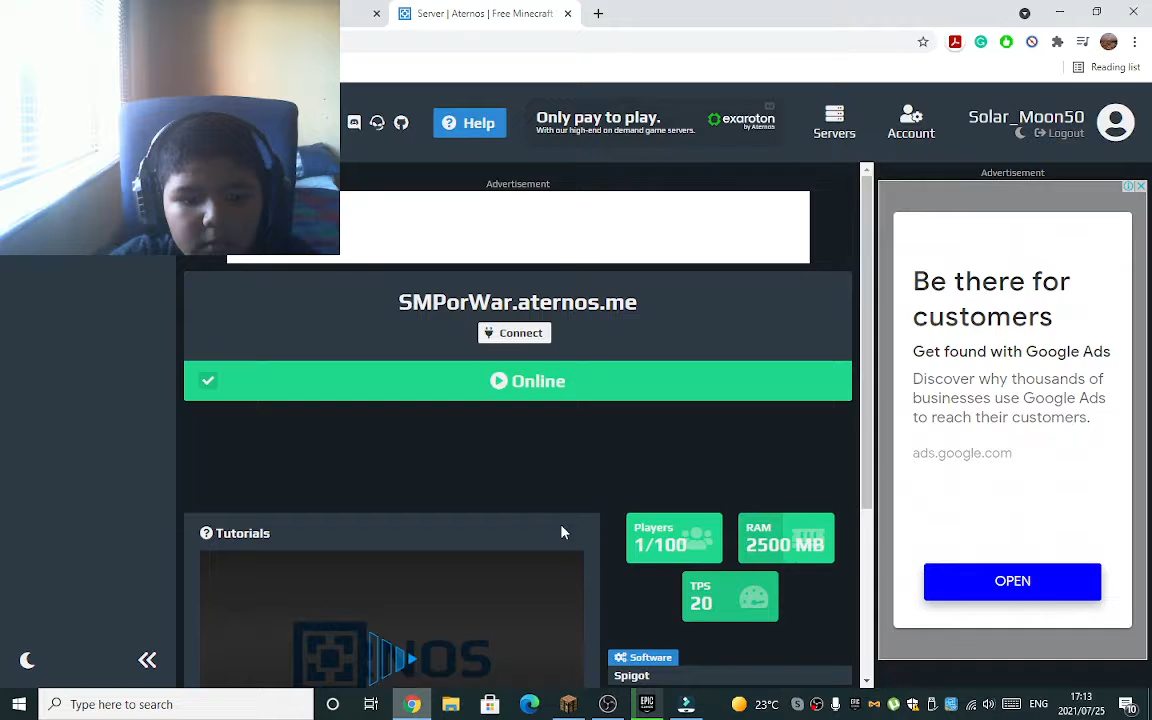 Server | Aternos | Free Minecraft
Reading list
Help
Only pay to play.
With our high-end on demand game servers.
exaroton
by Aternos
Servers
Account
Solar_Moon50
Logout
Advertisement
Advertisement
SMPorWar.aternos.me
Connect
Online
Be there for
customers
Get found with Google Ads
Discover why thousands of
businesses use Google Ads
to reach their customers.
ads.google.com
OPEN
Tutorials
Players
1/100
RAM
2500 MB
TPS
20
NOS
Software
Spigot
Type here to search
EPIC
23°C
ENG
17:13
2021/07/25
10